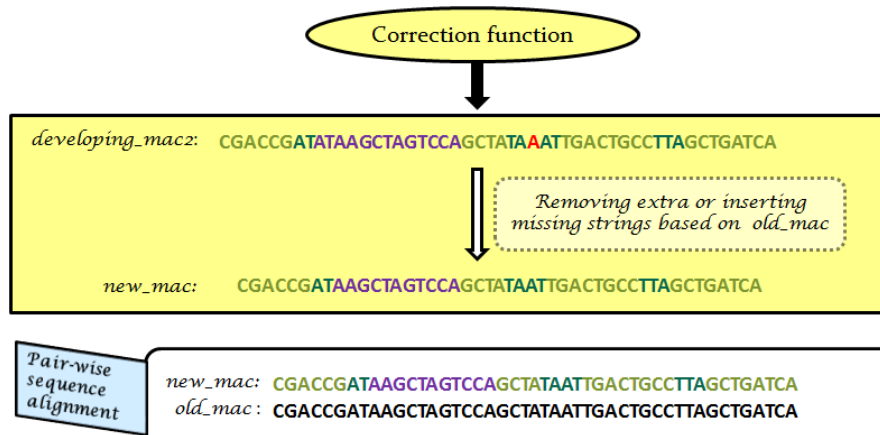 Correction function
developing_mac2: CGACCGATATAAGCTAGTCCAGCTATAAATTGACTGCCTTAGCTGATCA
Removing extra or inserting
missing strings based on old_mac
new_mac: CGACCGATAAGCTAGTCCAGCTATAATTGACTGCCTTAGCTGATCA
Pair-wise
sequence
alignment
new_mac: CGACCGATAAGCTAGTCCAGCTATAATTGACTGCCTTAGCTGATCA
old_mac : CGACCGATAAGCTAGTCCAGCTATAATTGACTGCCTTAGCTGATCA